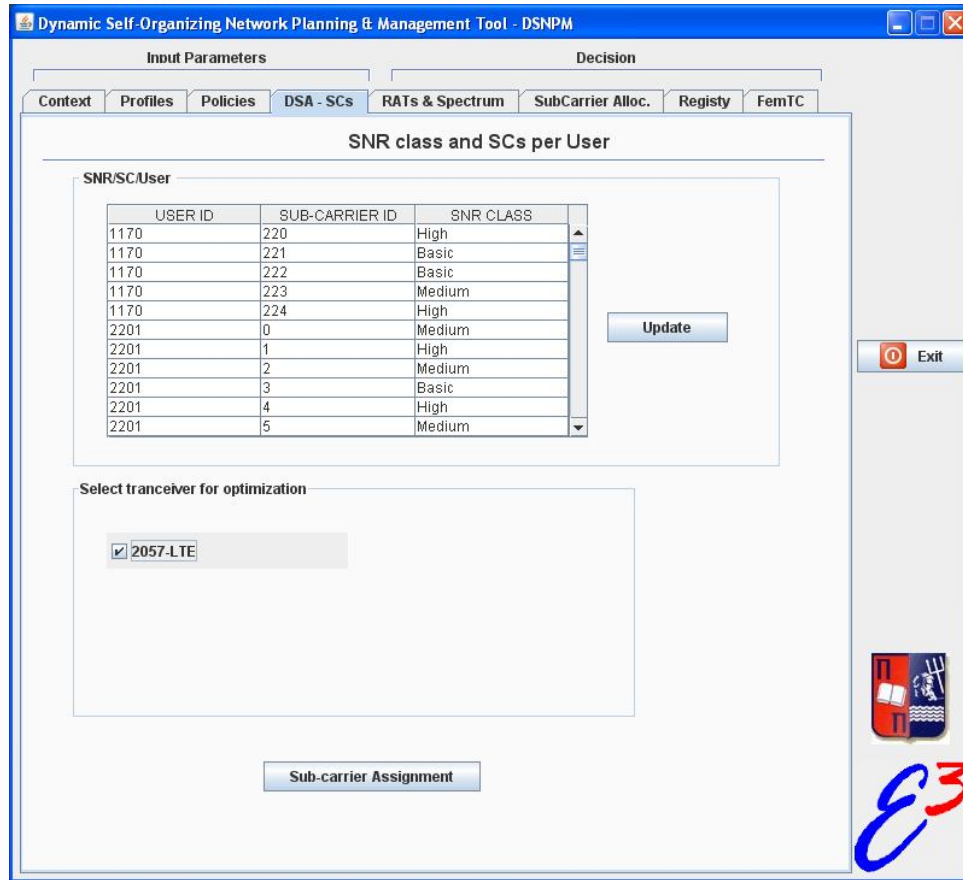 Dynamic Self-Organizing Network Planning & Management Tool - DSNPM
Input Parameters Decision
Context Profiles Policies DSA - SCs RATs & Spectrum SubCarrier Alloc. Registy FemTC
SNR class and SCs per User
SNR/SC/User
USER ID SUB-CARRIER ID SNR CLASS
1170 220 High
1170 221 Basic
1170 222 Basic
1170 223 Medium
1170 224 High
2201 0 Medium
2201 1 High
2201 2 Medium
2201 3 Basic
2201 4 High
2201 5 Medium
Update
Exit
Select tranceiver for optimization
2057-LTE
Sub-carrier Assignment
Π
Π
Π
E3